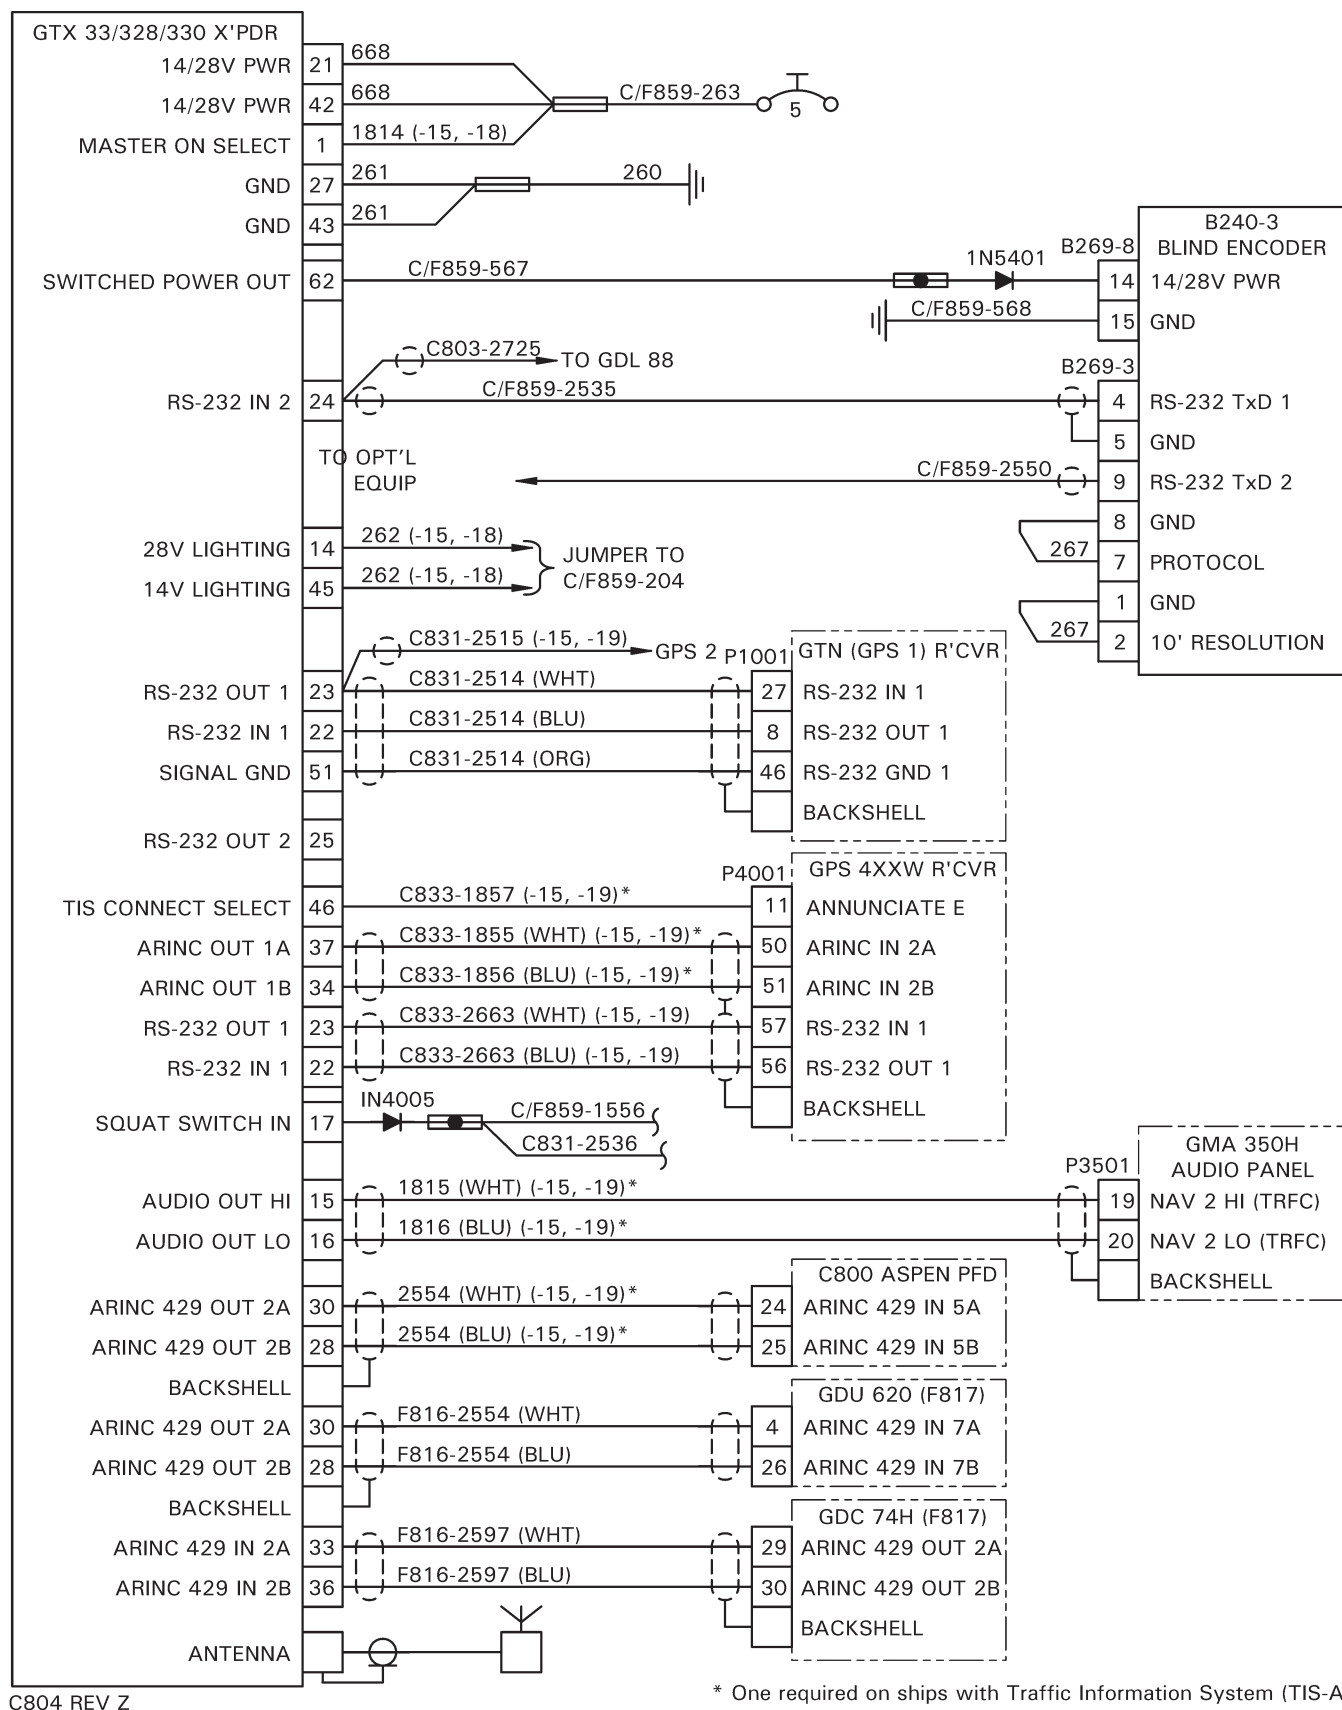 GTX 33/328/330 X'PDR
14/28V PWR 21 668
14/28V PWR 42 668 C/F859-263 5
MASTER ON SELECT 1 1814 (-15, -18)
GND 27 261 260
GND 43 261
B240-3
BLIND ENCODER
B269-8
SWITCHED POWER OUT 62 C/F859-567 1N5401 14 14/28V PWR
C/F859-568 15 GND
C803-2725 TO GDL 88
B269-3
RS-232 IN 2 24 C/F859-2535 4 RS-232 TxD 1
5 GND
TO OPT'L
EQUIP C/F859-2550 9 RS-232 TxD 2
8 GND
267 7 PROTOCOL
1 GND
267 2 10' RESOLUTION
28V LIGHTING 14 262 (-15, -18)
14V LIGHTING 45 262 (-15, -18)
JUMPER TO
C/F859-204
C831-2515 (-15, -19) GPS 2
P1001 GTN (GPS 1) R'CVR
RS-232 OUT 1 23 C831-2514 (WHT) 27 RS-232 IN 1
RS-232 IN 1 22 C831-2514 (BLU) 8 RS-232 OUT 1
SIGNAL GND 51 C831-2514 (ORG) 46 RS-232 GND 1
BACKSHELL
RS-232 OUT 2 25
P4001 GPS 4XXW R'CVR
TIS CONNECT SELECT 46 C833-1857 (-15, -19)* 11 ANNUNCIATE E
ARINC OUT 1A 37 C833-1855 (WHT) (-15, -19)* 50 ARINC IN 2A
ARINC OUT 1B 34 C833-1856 (BLU) (-15, -19)* 51 ARINC IN 2B
RS-232 OUT 1 23 C833-2663 (WHT) (-15, -19) 57 RS-232 IN 1
RS-232 IN 1 22 C833-2663 (BLU) (-15, -19) 56 RS-232 OUT 1
BACKSHELL
SQUAT SWITCH IN 17 IN4005 C/F859-1556
C831-2536
GMA 350H
AUDIO PANEL
P3501
AUDIO OUT HI 15 1815 (WHT) (-15, -19)* 19 NAV 2 HI (TRFC)
AUDIO OUT LO 16 1816 (BLU) (-15, -19)* 20 NAV 2 LO (TRFC)
BACKSHELL
C800 ASPEN PFD
ARINC 429 OUT 2A 30 2554 (WHT) (-15, -19)* 24 ARINC 429 IN 5A
ARINC 429 OUT 2B 28 2554 (BLU) (-15, -19)* 25 ARINC 429 IN 5B
BACKSHELL
GDU 620 (F817)
ARINC 429 OUT 2A 30 F816-2554 (WHT) 4 ARINC 429 IN 7A
ARINC 429 OUT 2B 28 F816-2554 (BLU) 26 ARINC 429 IN 7B
BACKSHELL
GDC 74H (F817)
ARINC 429 IN 2A 33 F816-2597 (WHT) 29 ARINC 429 OUT 2A
ARINC 429 IN 2B 36 F816-2597 (BLU) 30 ARINC 429 OUT 2B
BACKSHELL
ANTENNA
C804 REV Z
* One required on ships with Traffic Information System (TIS-A